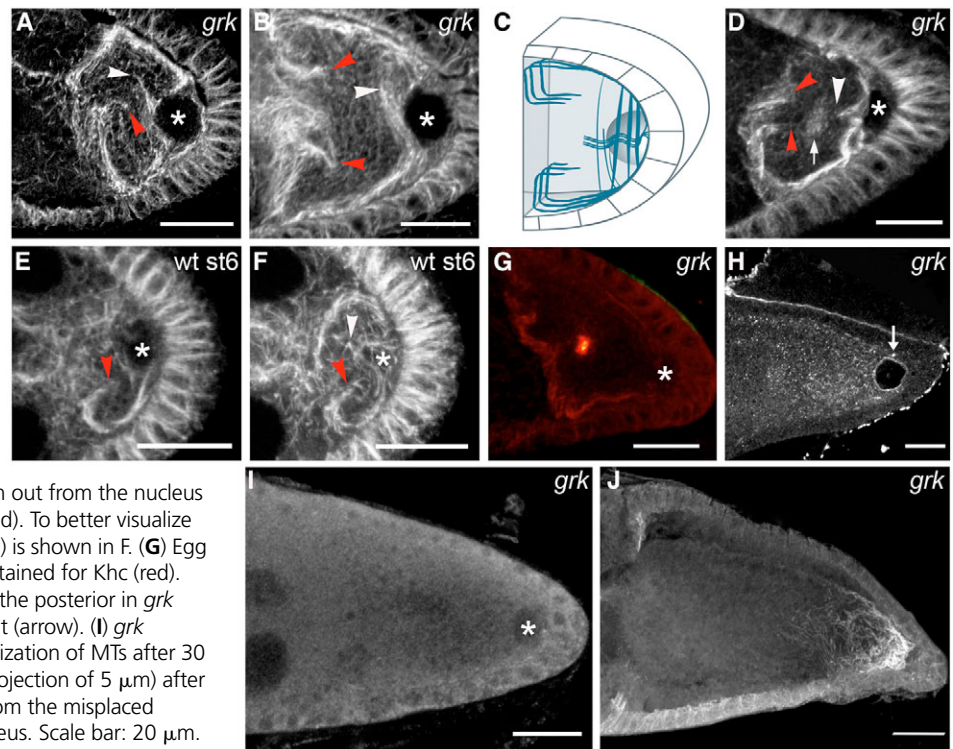 A
grk
B
grk
C
D
grk
*
*
*
E
wt st6
F
wt st6
G
grk
H
grk
*
*
*
n out from the nucleus
d). To better visualize
) is shown in F. (G) Egg
tained for Khc (red).
the posterior in grk
t (arrow). (I) grk
ization of MTs after 30
ojection of 5 μm) after
om the misplaced
eus. Scale bar: 20 μm.
I
grk
J
grk
*